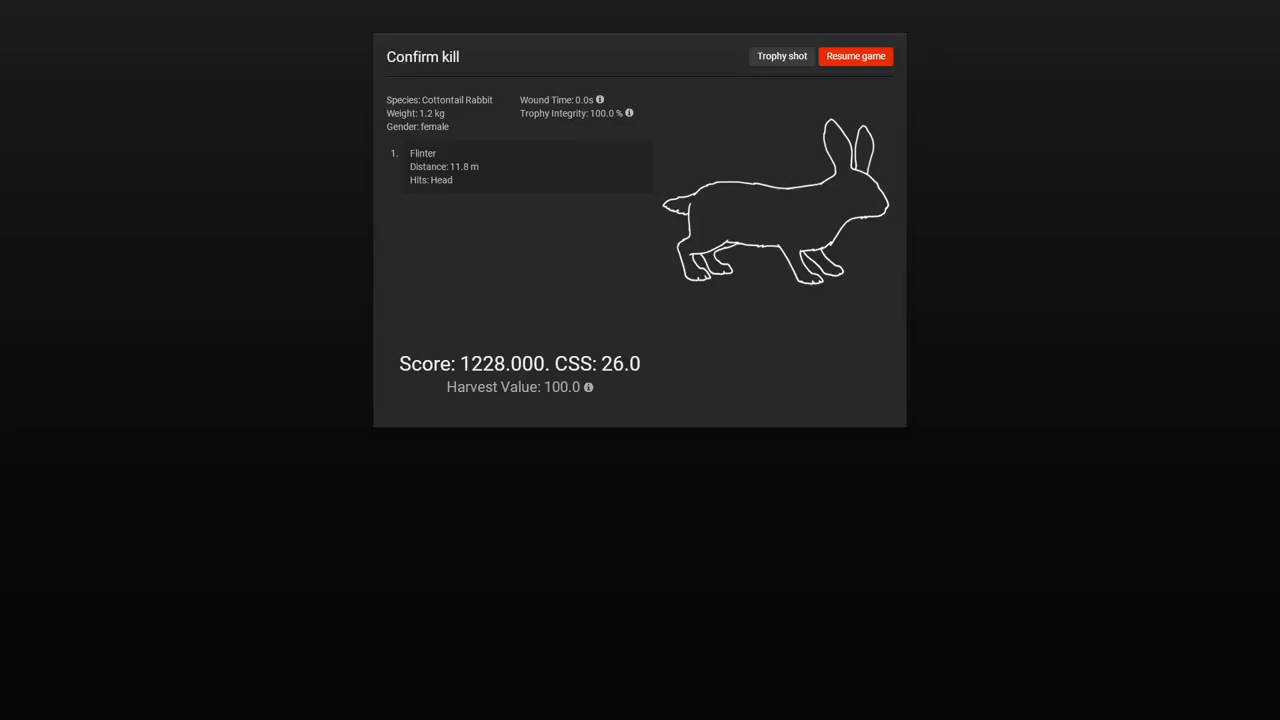 Confirm kill
Trophy shot
Resume game
Species: Cottontail Rabbit
Weight: 1.2 kg
Gender: female
Wound Time: 0.0s
Trophy Integrity: 100.0 %
1. Flinter
Distance: 11.8 m
Hits: Head
Score: 1228.000. CSS: 26.0
Harvest Value: 100.0